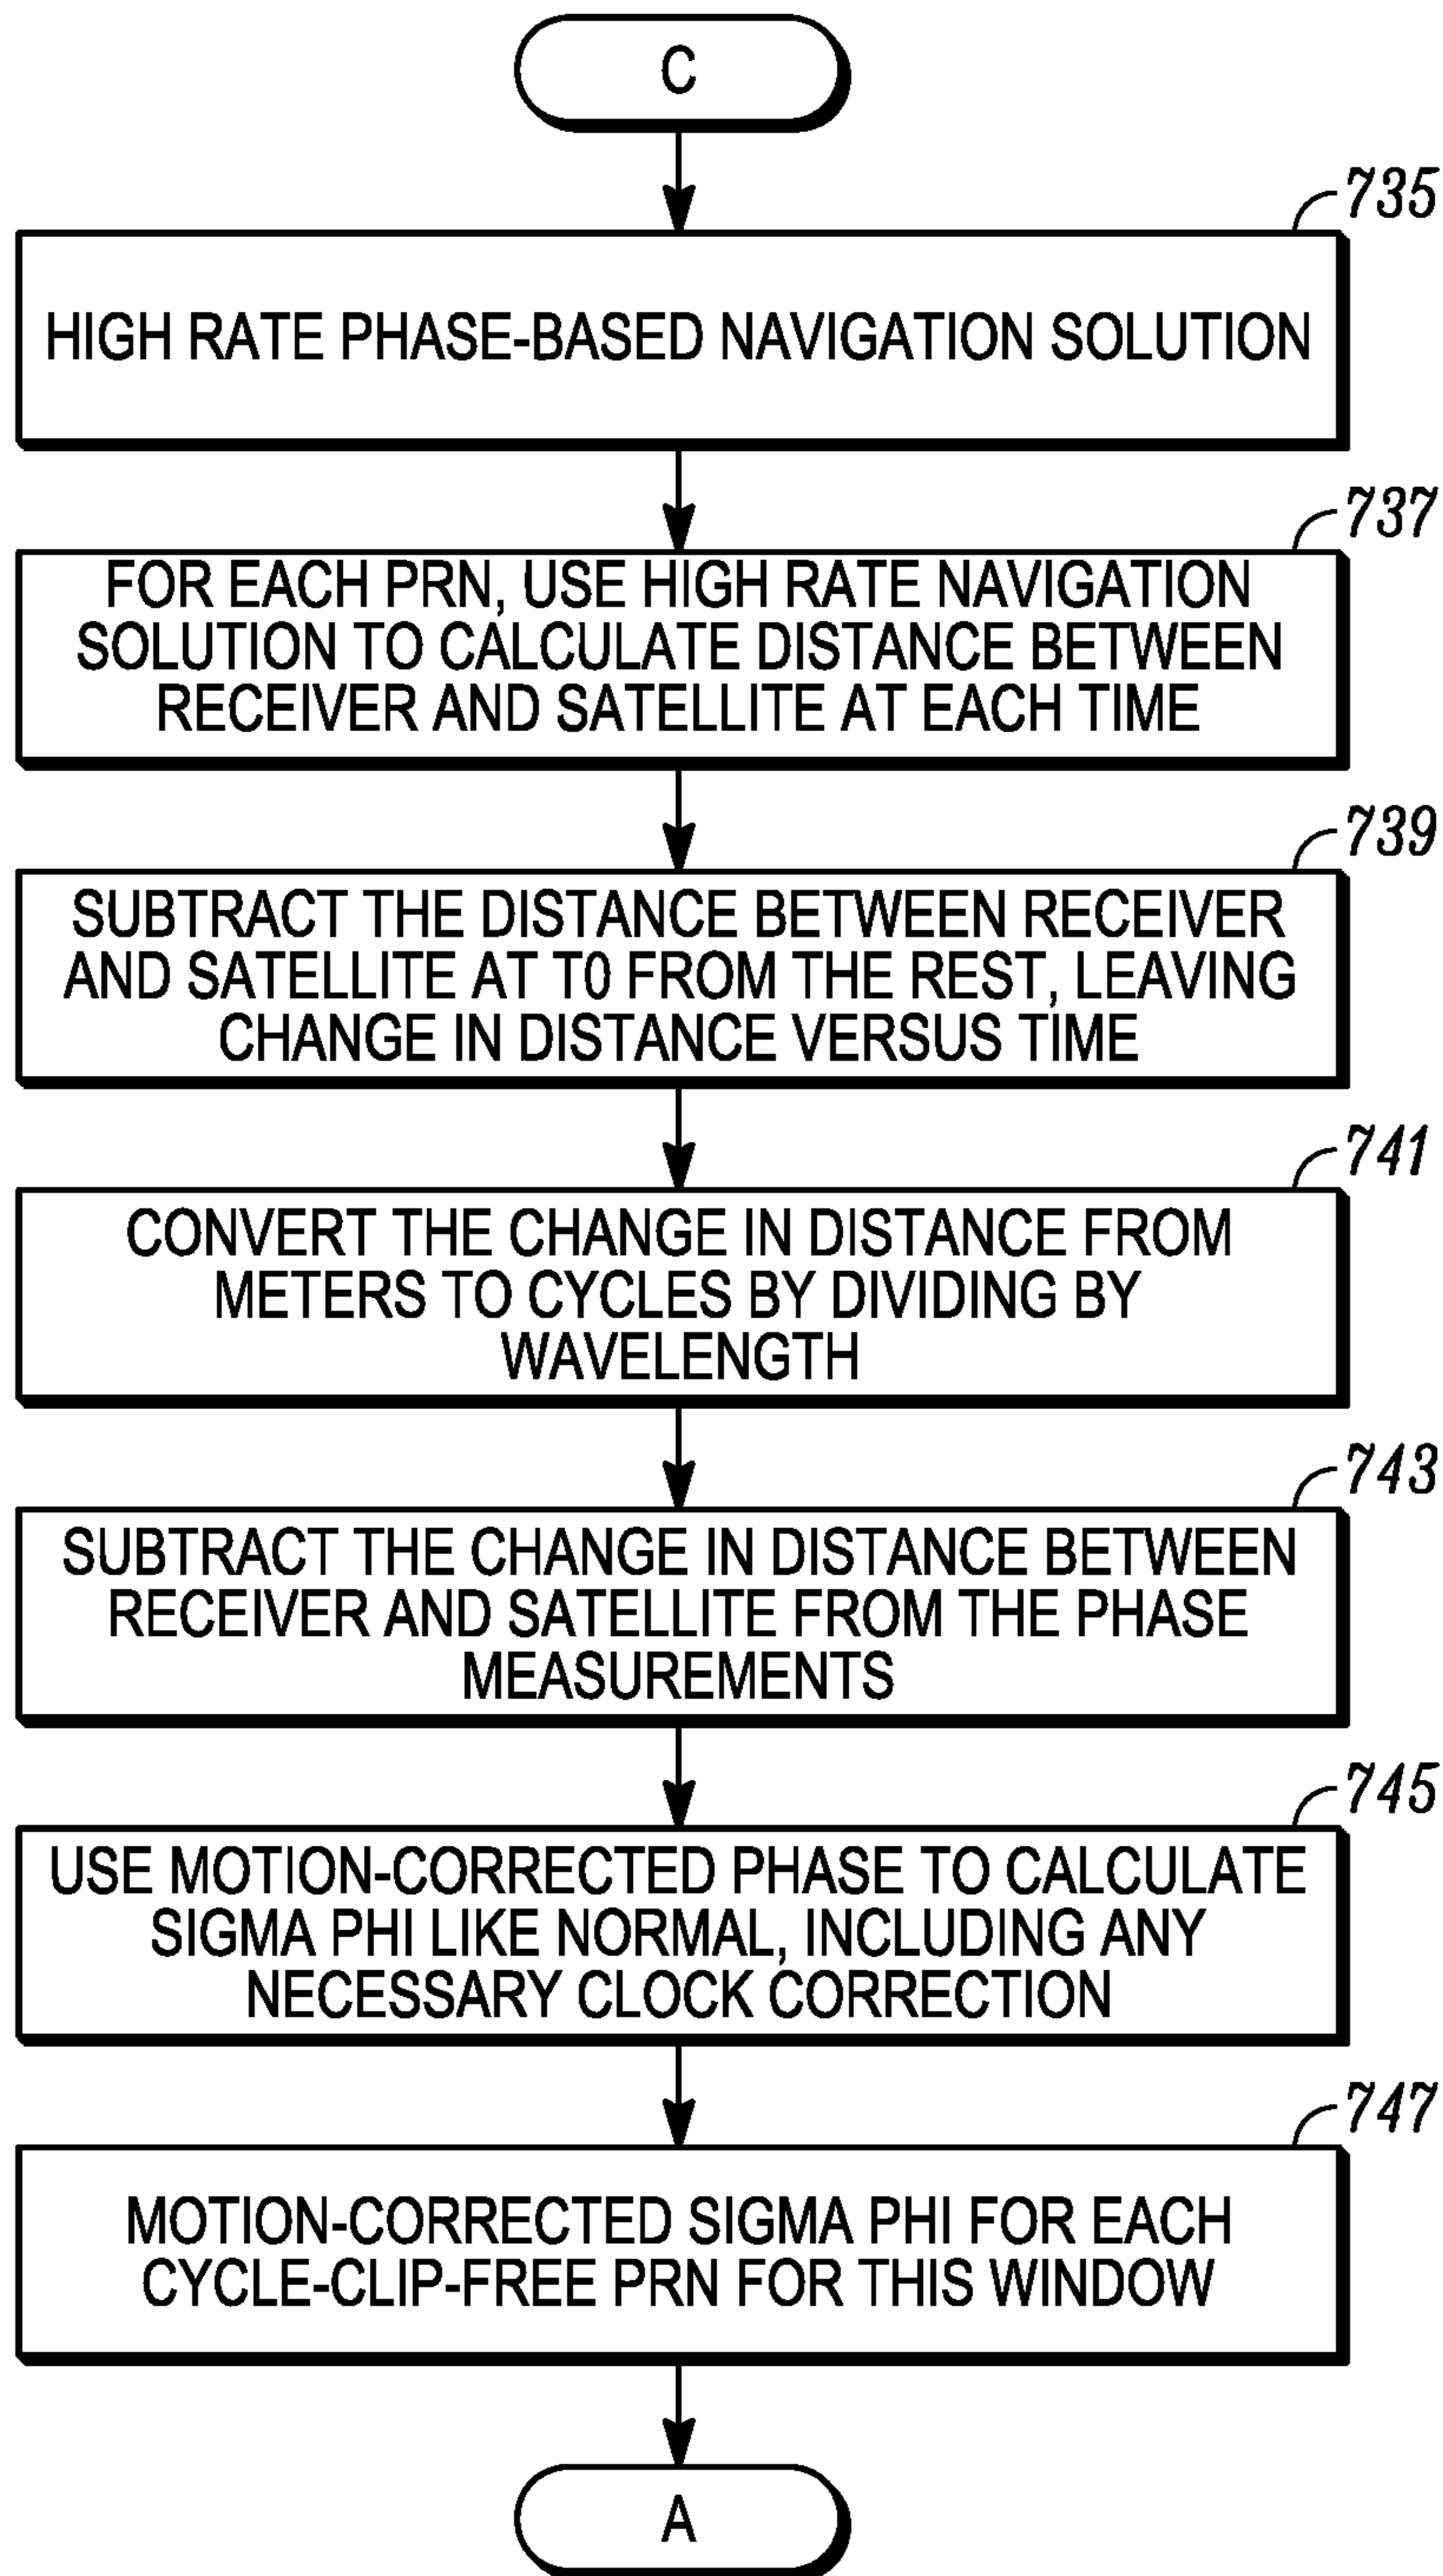 C
735
HIGH RATE PHASE-BASED NAVIGATION SOLUTION
737
FOR EACH PRN, USE HIGH RATE NAVIGATION
SOLUTION TO CALCULATE DISTANCE BETWEEN
RECEIVER AND SATELLITE AT EACH TIME
739
SUBTRACT THE DISTANCE BETWEEN RECEIVER
AND SATELLITE AT T0 FROM THE REST, LEAVING
CHANGE IN DISTANCE VERSUS TIME
741
CONVERT THE CHANGE IN DISTANCE FROM
METERS TO CYCLES BY DIVIDING BY
WAVELENGTH
743
SUBTRACT THE CHANGE IN DISTANCE BETWEEN
RECEIVER AND SATELLITE FROM THE PHASE
MEASUREMENTS
745
USE MOTION-CORRECTED PHASE TO CALCULATE
SIGMA PHI LIKE NORMAL, INCLUDING ANY
NECESSARY CLOCK CORRECTION
747
MOTION-CORRECTED SIGMA PHI FOR EACH
CYCLE-CLIP-FREE PRN FOR THIS WINDOW
A